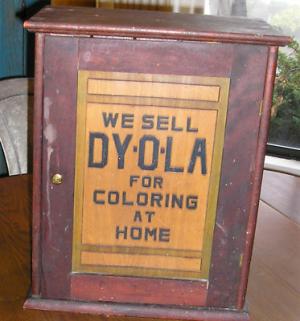 WE SELL
DY·O·LA
FOR
COLORING
AT
HOME